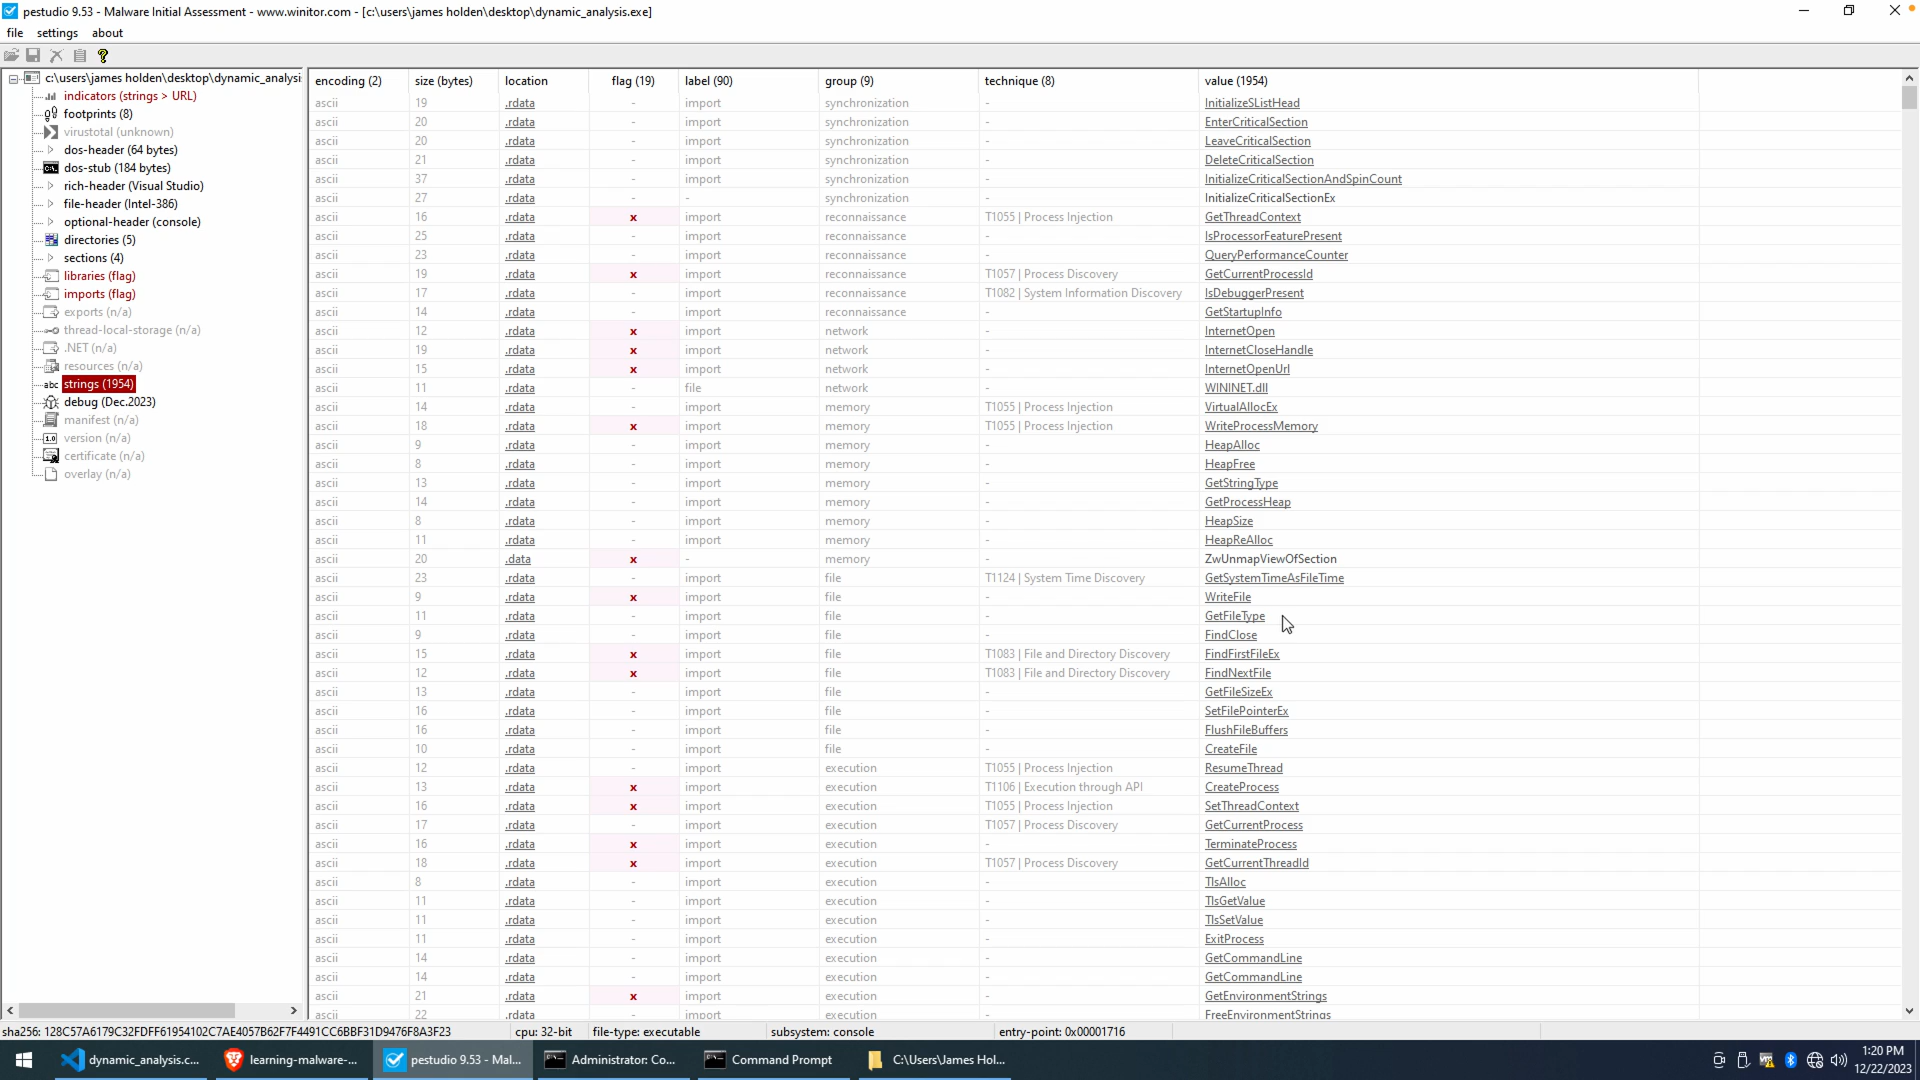 pestudio 9.53 - Malware Initial Assessment - www.winitor.com - [c:\users\james holden\desktop\dynamic_analysis.exe]
file settings about
c:\users\james holden\desktop\dynamic_analysi
indicators (strings > URL)
footprints (8)
virustotal (unknown)
dos-header (64 bytes)
dos-stub (184 bytes)
rich-header (Visual Studio)
file-header (Intel-386)
optional-header (console)
directories (5)
sections (4)
libraries (flag)
imports (flag)
exports (n/a)
thread-local-storage (n/a)
.NET (n/a)
resources (n/a)
abc strings (1954)
debug (Dec.2023)
manifest (n/a)
1.0 version (n/a)
certificate (n/a)
overlay (n/a)
encoding (2) size (bytes) location flag (19) label (90) group (9) technique (8) value (1954)
ascii 19 .rdata - import synchronization - InitializeSListHead
ascii 20 .rdata - import synchronization - EnterCriticalSection
ascii 20 .rdata - import synchronization - LeaveCriticalSection
ascii 21 .rdata - import synchronization - DeleteCriticalSection
ascii 37 .rdata - import synchronization - InitializeCriticalSectionAndSpinCount
ascii 27 .rdata - - synchronization - InitializeCriticalSectionEx
ascii 16 .rdata x import reconnaissance T1055 | Process Injection GetThreadContext
ascii 25 .rdata - import reconnaissance - IsProcessorFeaturePresent
ascii 23 .rdata - import reconnaissance - QueryPerformanceCounter
ascii 19 .rdata x import reconnaissance T1057 | Process Discovery GetCurrentProcessId
ascii 17 .rdata - import reconnaissance T1082 | System Information Discovery IsDebuggerPresent
ascii 14 .rdata - import reconnaissance - GetStartupInfo
ascii 12 .rdata x import network - InternetOpen
ascii 19 .rdata x import network - InternetCloseHandle
ascii 15 .rdata x import network - InternetOpenUrl
ascii 11 .rdata - file network - WININET.dll
ascii 14 .rdata - import memory T1055 | Process Injection VirtualAllocEx
ascii 18 .rdata x import memory T1055 | Process Injection WriteProcessMemory
ascii 9 .rdata - import memory - HeapAlloc
ascii 8 .rdata - import memory - HeapFree
ascii 13 .rdata - import memory - GetStringType
ascii 14 .rdata - import memory - GetProcessHeap
ascii 8 .rdata - import memory - HeapSize
ascii 11 .rdata - import memory - HeapReAlloc
ascii 20 .data x - memory - ZwUnmapViewOfSection
ascii 23 .rdata - import file T1124 | System Time Discovery GetSystemTimeAsFileTime
ascii 9 .rdata x import file - WriteFile
ascii 11 .rdata - import file - GetFileType
ascii 9 .rdata - import file - FindClose
ascii 15 .rdata x import file T1083 | File and Directory Discovery FindFirstFileEx
ascii 12 .rdata x import file T1083 | File and Directory Discovery FindNextFile
ascii 13 .rdata - import file - GetFileSizeEx
ascii 16 .rdata - import file - SetFilePointerEx
ascii 16 .rdata - import file - FlushFileBuffers
ascii 10 .rdata - import file - CreateFile
ascii 12 .rdata - import execution T1055 | Process Injection ResumeThread
ascii 13 .rdata x import execution T1106 | Execution through API CreateProcess
ascii 16 .rdata x import execution T1055 | Process Injection SetThreadContext
ascii 17 .rdata - import execution T1057 | Process Discovery GetCurrentProcess
ascii 16 .rdata x import execution - TerminateProcess
ascii 18 .rdata x import execution T1057 | Process Discovery GetCurrentThreadId
ascii 8 .rdata - import execution - TlsAlloc
ascii 11 .rdata - import execution - TlsGetValue
ascii 11 .rdata - import execution - TlsSetValue
ascii 11 .rdata - import execution - ExitProcess
ascii 14 .rdata - import execution - GetCommandLine
ascii 14 .rdata - import execution - GetCommandLine
ascii 21 .rdata x import execution - GetEnvironmentStrings
ascii 22 .rdata - import execution - FreeEnvironmentStrings
sha256: 128C57A6179C32FDFF61954102C7AE4057B62F7F4491CC6BBF31D9476F8A3F23 cpu: 32-bit file-type: executable subsystem: console entry-point: 0x00001716
dynamic_analysis.c... learning-malware-... pestudio 9.53 - Mal... Administrator: Co... Command Prompt C:\Users\James Hol... 1:20 PM
12/22/2023